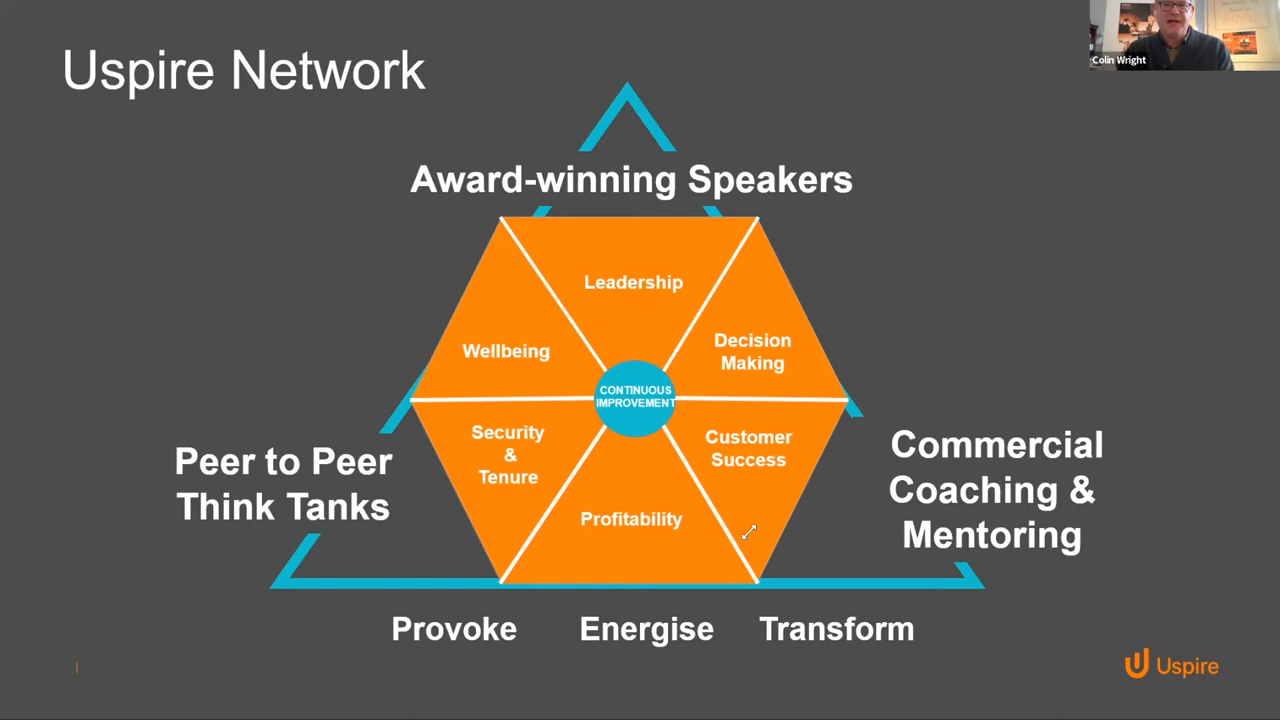 Uspire Network
Colin Wright
Award-winning Speakers
Leadership
Wellbeing
Decision
Making
CONTINUOUS
IMPROVEMENT
Security
&
Tenure
Customer
Success
Profitability
Peer to Peer
Think Tanks
Commercial
Coaching &
Mentoring
Provoke Energise Transform
Uspire